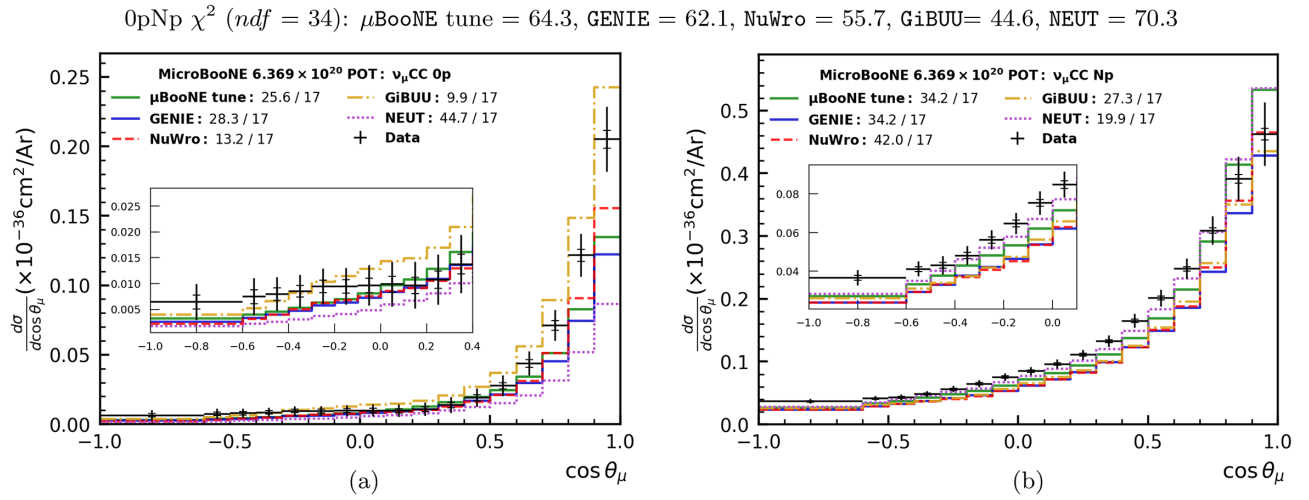 0pNp χ² (ndf = 34): μBooNE tune = 64.3, GENIE = 62.1, NuWro = 55.7, GiBUU= 44.6, NEUT = 70.3
MicroBooNE 6.369 × 10²⁰ POT: νμCC 0p
μBooNE tune: 25.6 / 17
GENIE: 28.3 / 17
NuWro: 13.2 / 17
GiBUU: 9.9 / 17
NEUT: 44.7 / 17
Data
dσ/dcosθμ (×10⁻³⁶cm²/Ar)
0.25
0.20
0.15
0.10
0.05
0.00
0.025
0.020
0.015
0.010
0.005
−1.0 −0.8 −0.6 −0.4 −0.2 0.0 0.2 0.4
−1.0 −0.5 0.0 0.5 1.0
cosθμ
(a)
MicroBooNE 6.369 × 10²⁰ POT: νμCC Np
μBooNE tune: 34.2 / 17
GENIE: 34.2 / 17
NuWro: 42.0 / 17
GiBUU: 27.3 / 17
NEUT: 19.9 / 17
Data
dσ/dcosθμ (×10⁻³⁶cm²/Ar)
0.5
0.4
0.3
0.2
0.1
0.0
0.08
0.06
0.04
−1.0 −0.8 −0.6 −0.4 −0.2 0.0
−1.0 −0.5 0.0 0.5 1.0
cosθμ
(b)